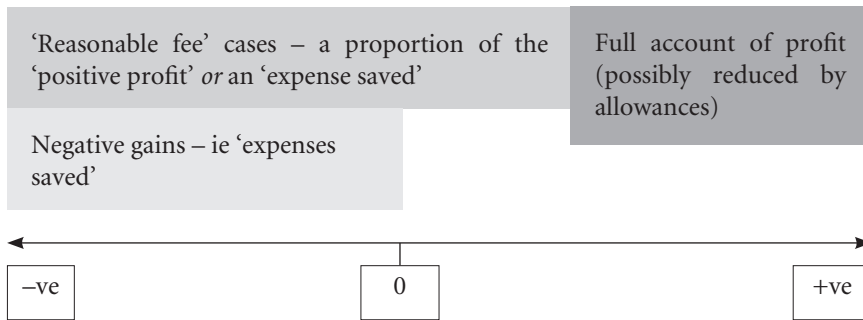 ‘Reasonable fee’ cases – a proportion of the
‘positive profit’ or an ‘expense saved’
Full account of profit
(possibly reduced by
allowances)
Negative gains – ie ‘expenses
saved’
–ve
0
+ve